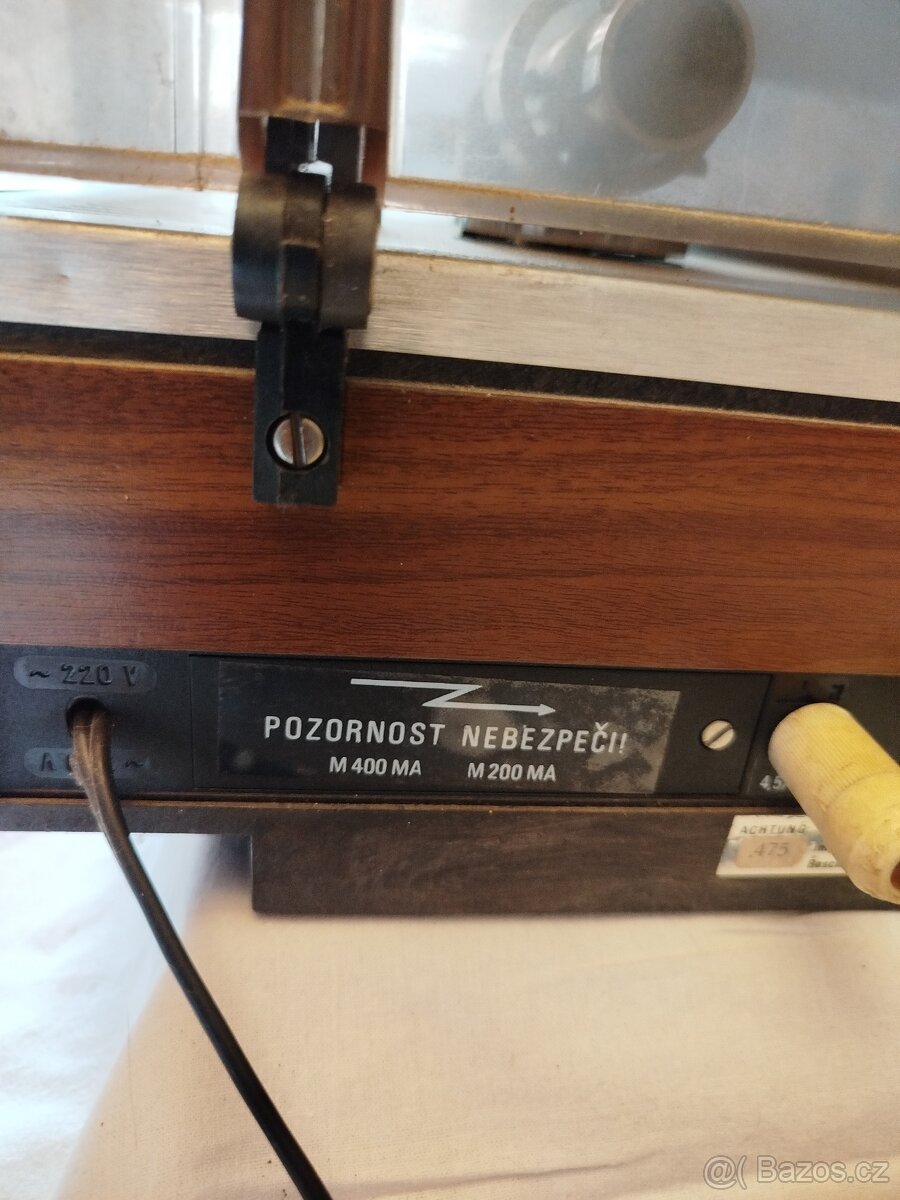 ~ 220 V
POZORNOST NEBEZPEČI!
M 400 MA M 200 MA
ACHTUNG
475
@( Bazos.cz